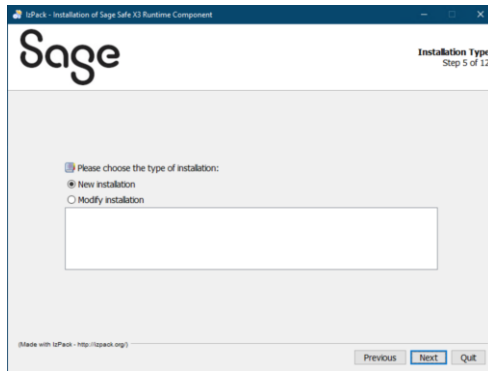 IzPack - Installation of Sage Safe X3 Runtime Component
Sage
Installation Type
Step 5 of 12
Please choose the type of installation:
New installation
Modify installation
(Made with IzPack - http://izpack.org/)
Previous Next Quit